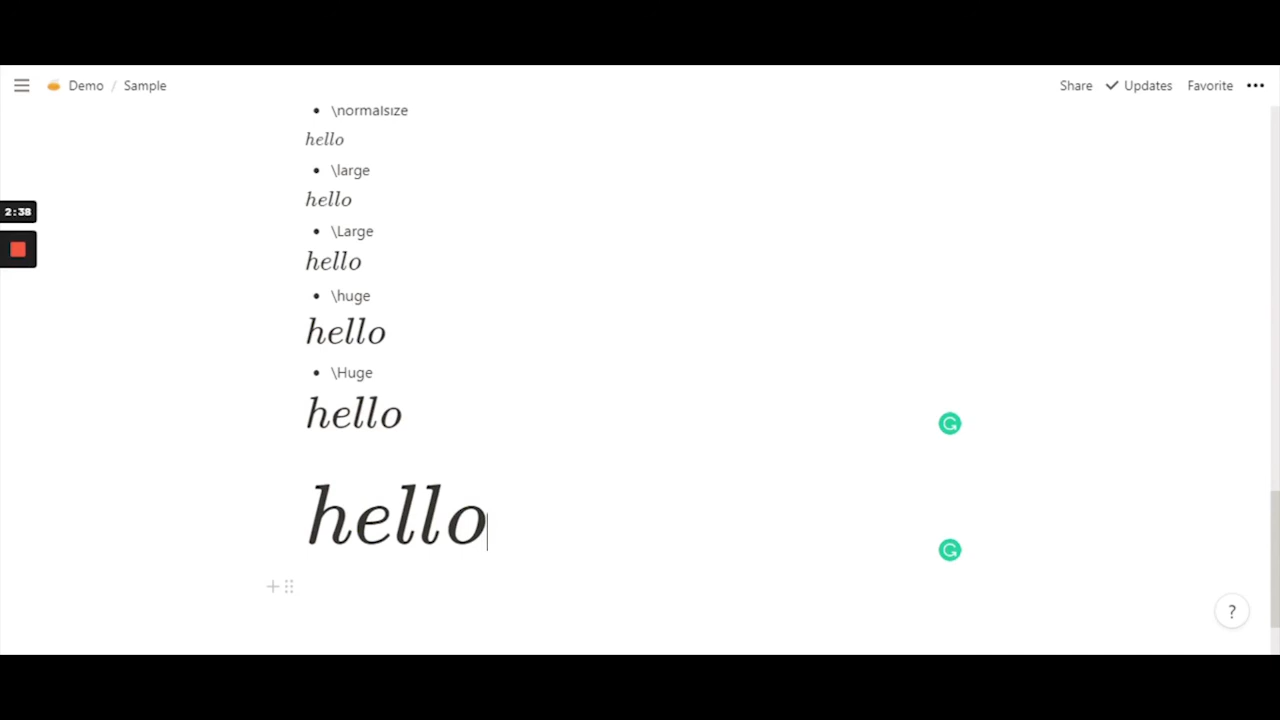 Demo / Sample
Share ✓ Updates Favorite •••
2:38
• \normalsize
hello
• \large
hello
• \Large
hello
• \huge
hello
• \Huge
hello
hello
?